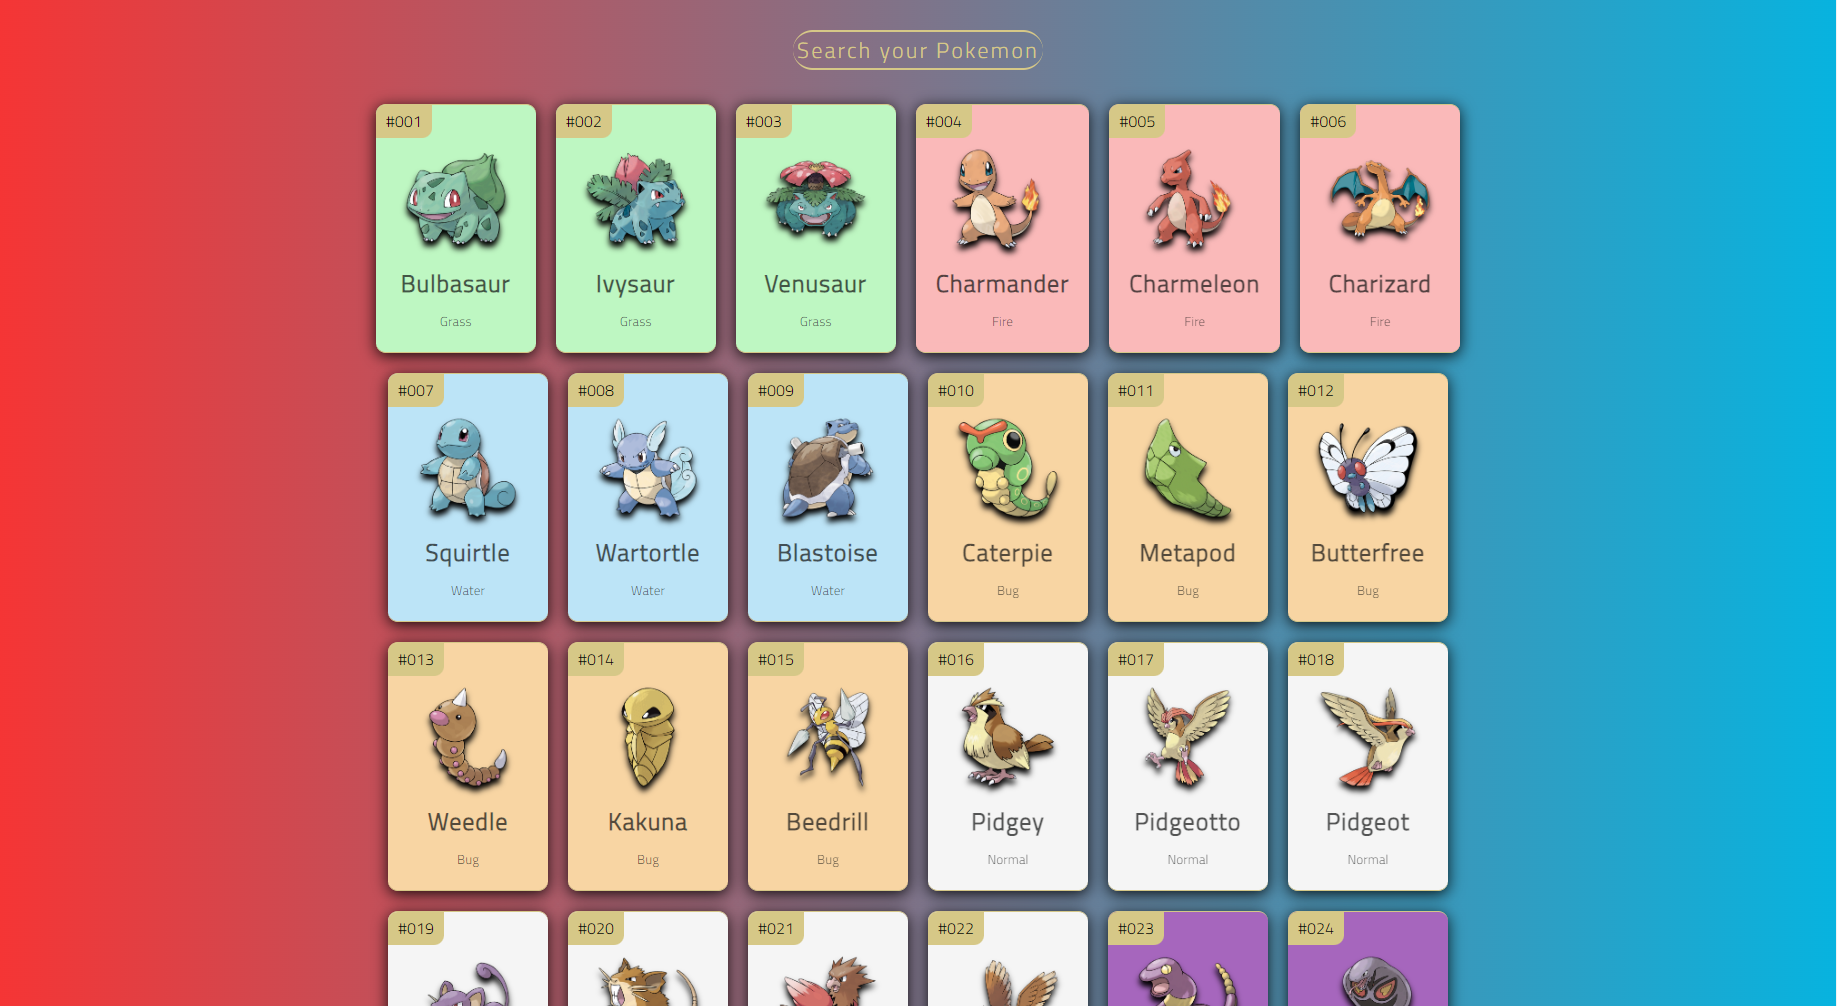 Search your Pokemon
#001 #002 #003 #004 #005 #006
Bulbasaur Ivysaur Venusaur Charmander Charmeleon Charizard
Grass Grass Grass Fire Fire Fire
#007 #008 #009 #010 #011 #012
Squirtle Wartortle Blastoise Caterpie Metapod Butterfree
Water Water Water Bug Bug Bug
#013 #014 #015 #016 #017 #018
Weedle Kakuna Beedrill Pidgey Pidgeotto Pidgeot
Bug Bug Bug Normal Normal Normal
#019 #020 #021 #022 #023 #024